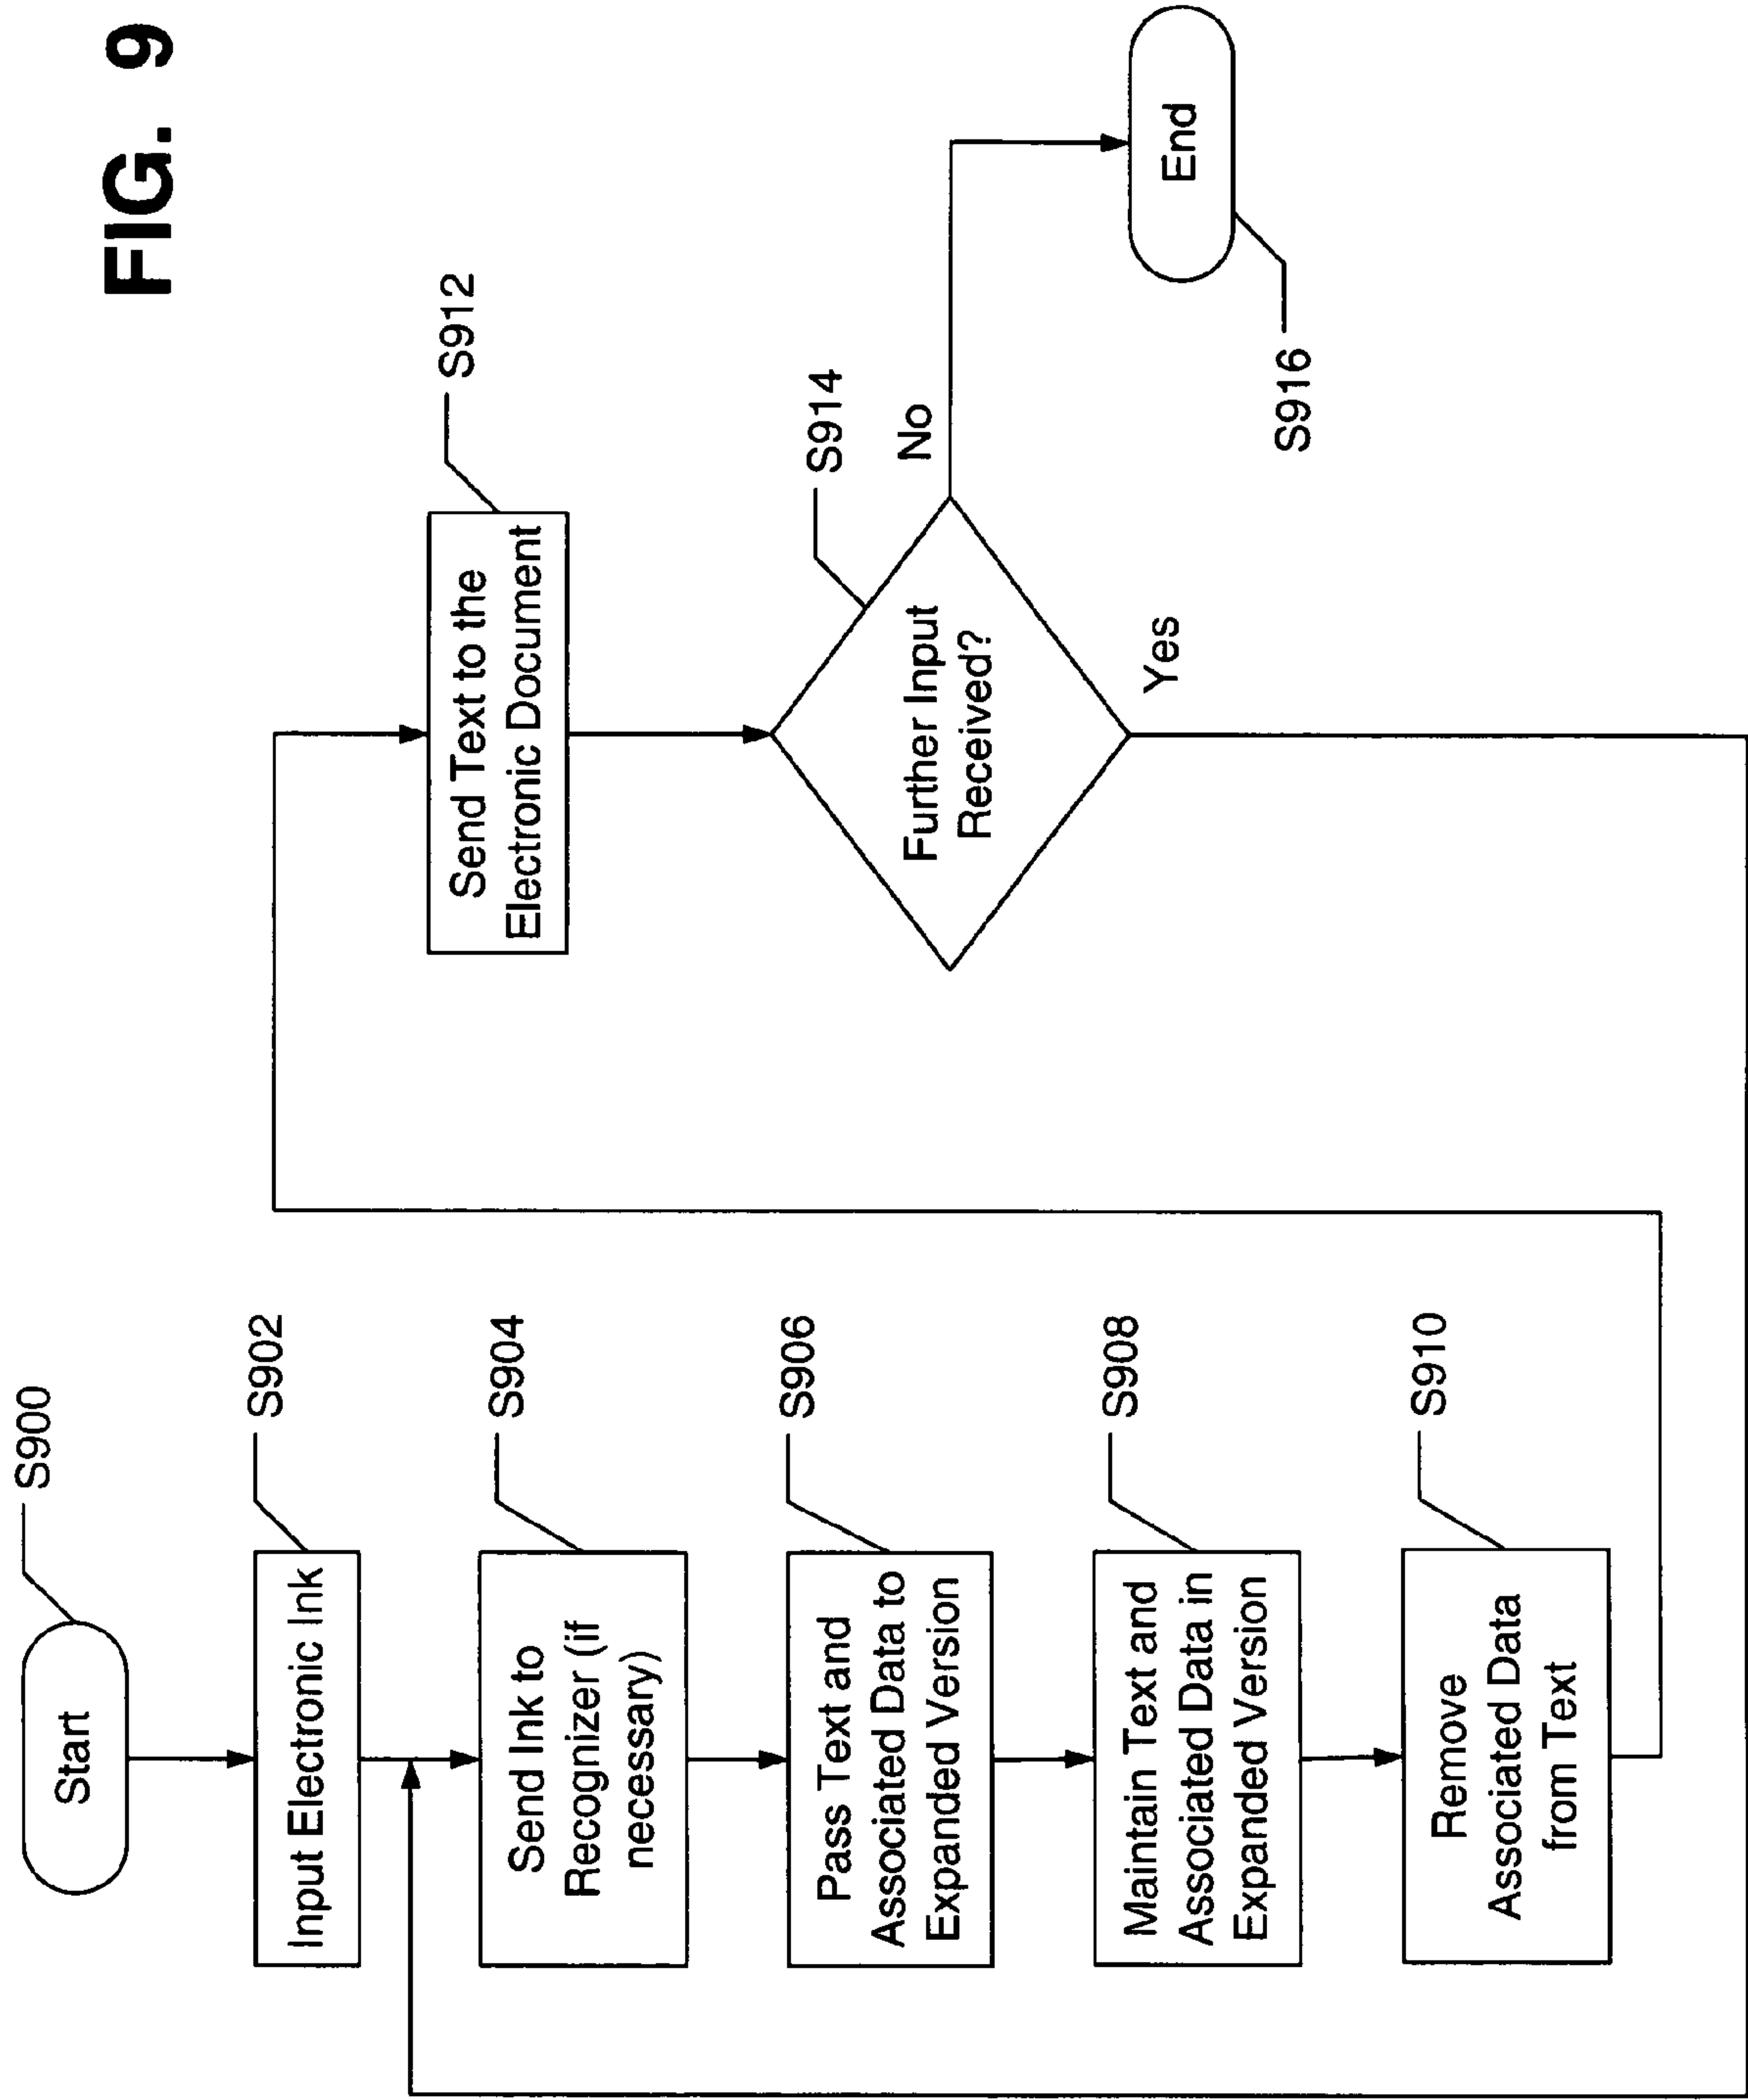 FIG. 9
Start
S900
Input Electronic Ink
S902
Send Ink to
Recognizer (if
necessary)
S904
Pass Text and
Associated Data to
Expanded Version
S906
Maintain Text and
Associated Data in
Expanded Version
S908
Remove
Associated Data
from Text
S910
Send Text to the
Electronic Document
S912
Further Input
Received?
S914
No
Yes
End
S916